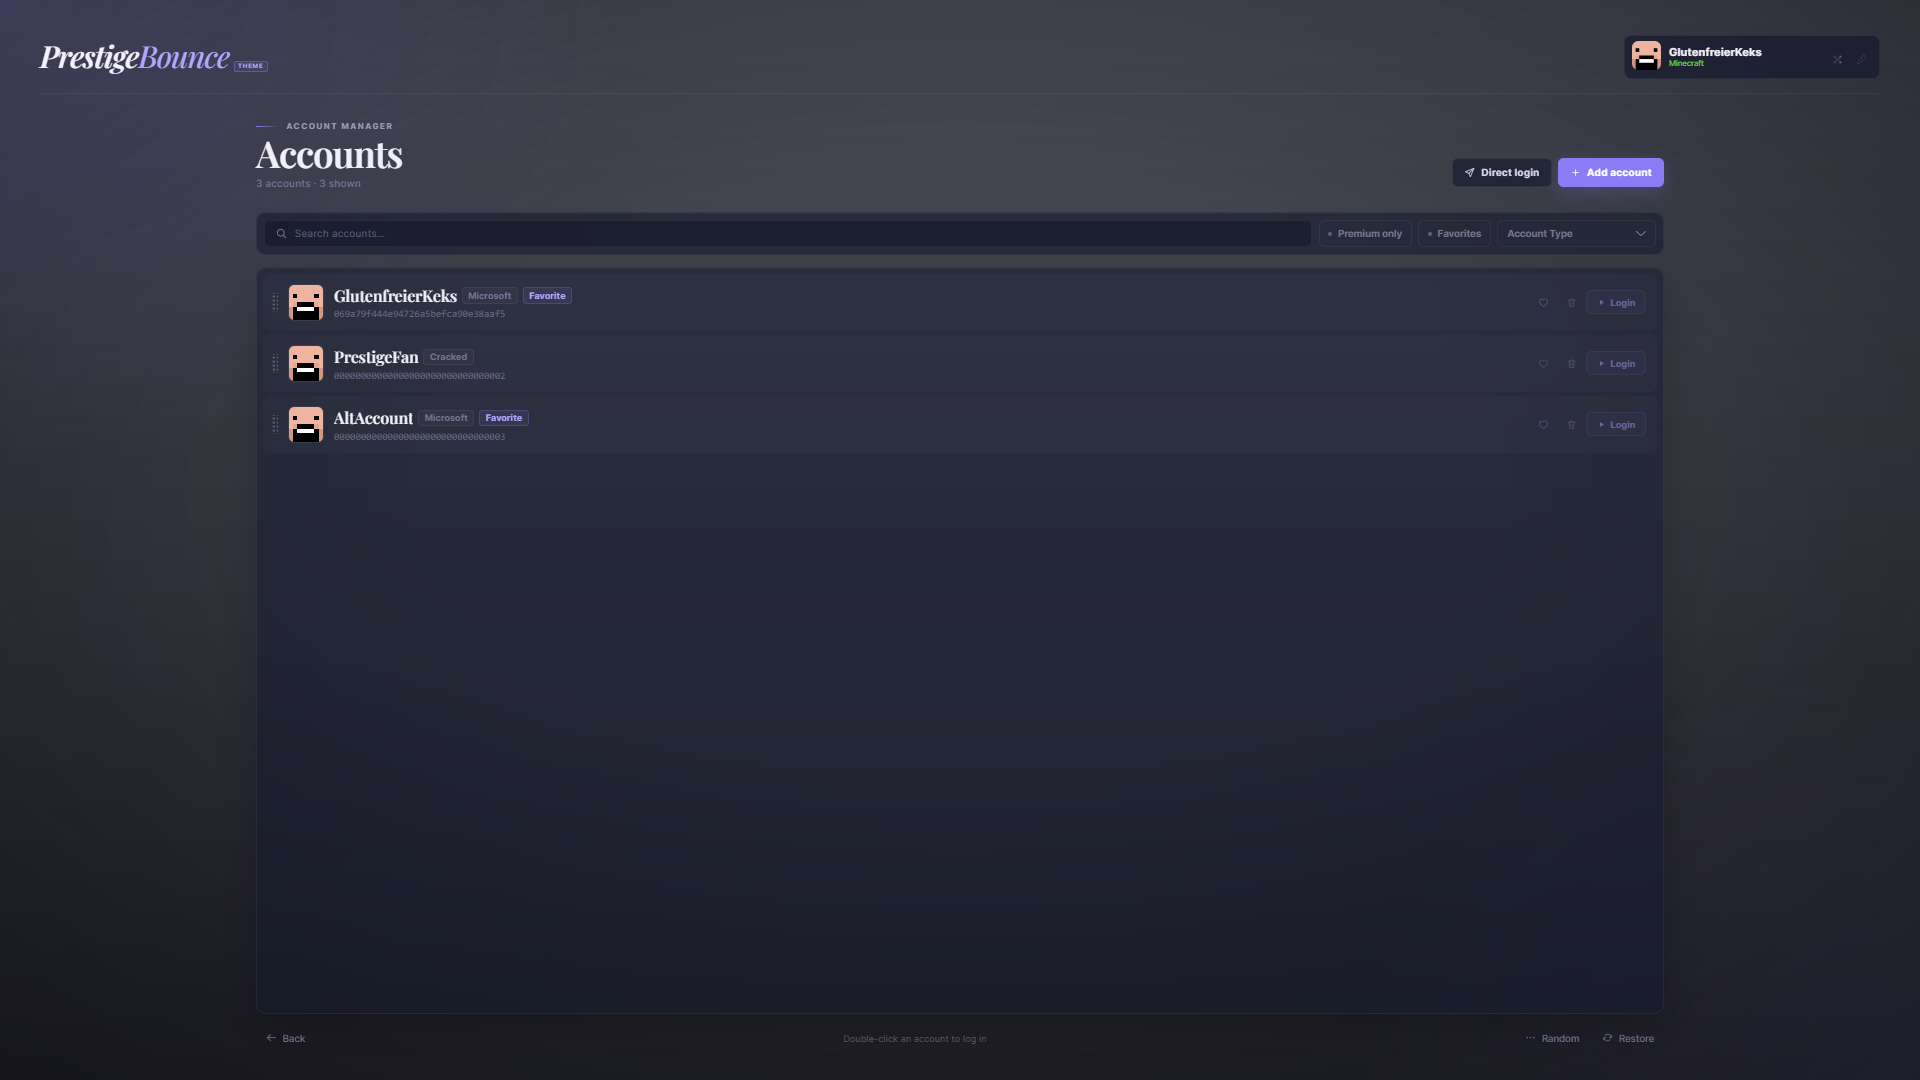 PrestigeBounce THEME
GlutenfreierKeks
Minecraft
ACCOUNT MANAGER
Accounts
3 accounts · 3 shown
Direct login
+ Add account
Search accounts...
Premium only
Favorites
Account Type
GlutenfreierKeks Microsoft Favorite
069a79f444e94726a5befca90e38aaf5
Login
PrestigeFan Cracked
00000000000000000000000000000002
Login
AltAccount Microsoft Favorite
00000000000000000000000000000003
Login
Back
Double-click an account to log in
Random
Restore